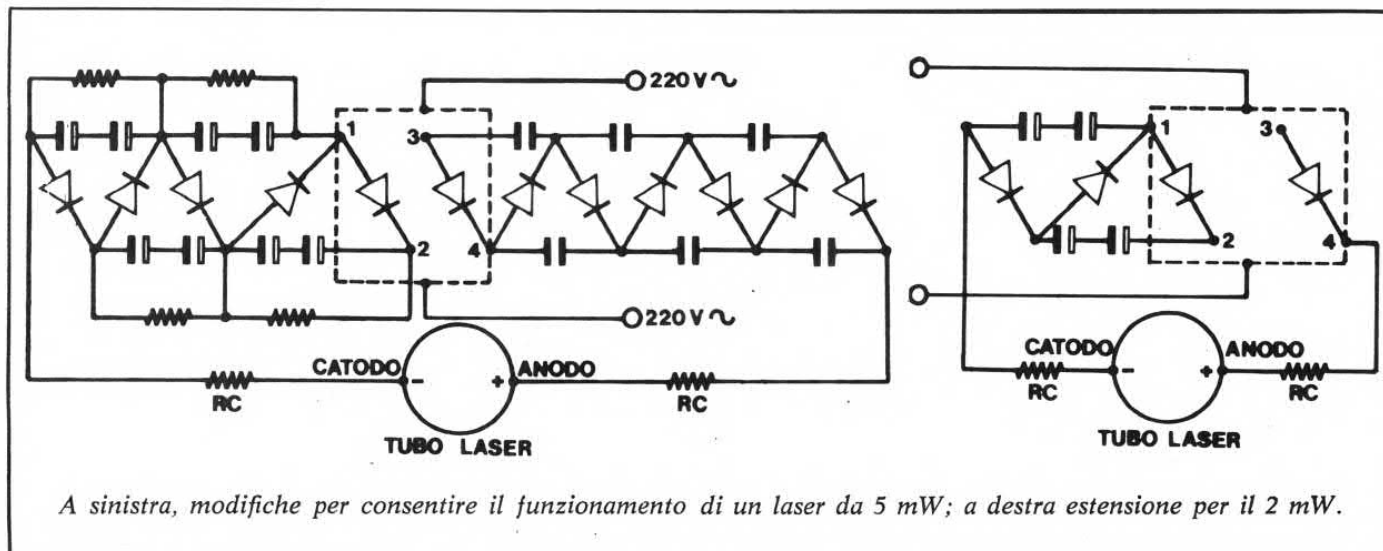 220V~
1
3
2
4
220V~
CATODO
ANODO
- +
RC
RC
TUBO LASER
1
3
2
4
CATODO
ANODO
- +
RC
RC
TUBO LASER
A sinistra, modifiche per consentire il funzionamento di un laser da 5 mW; a destra estensione per il 2 mW.